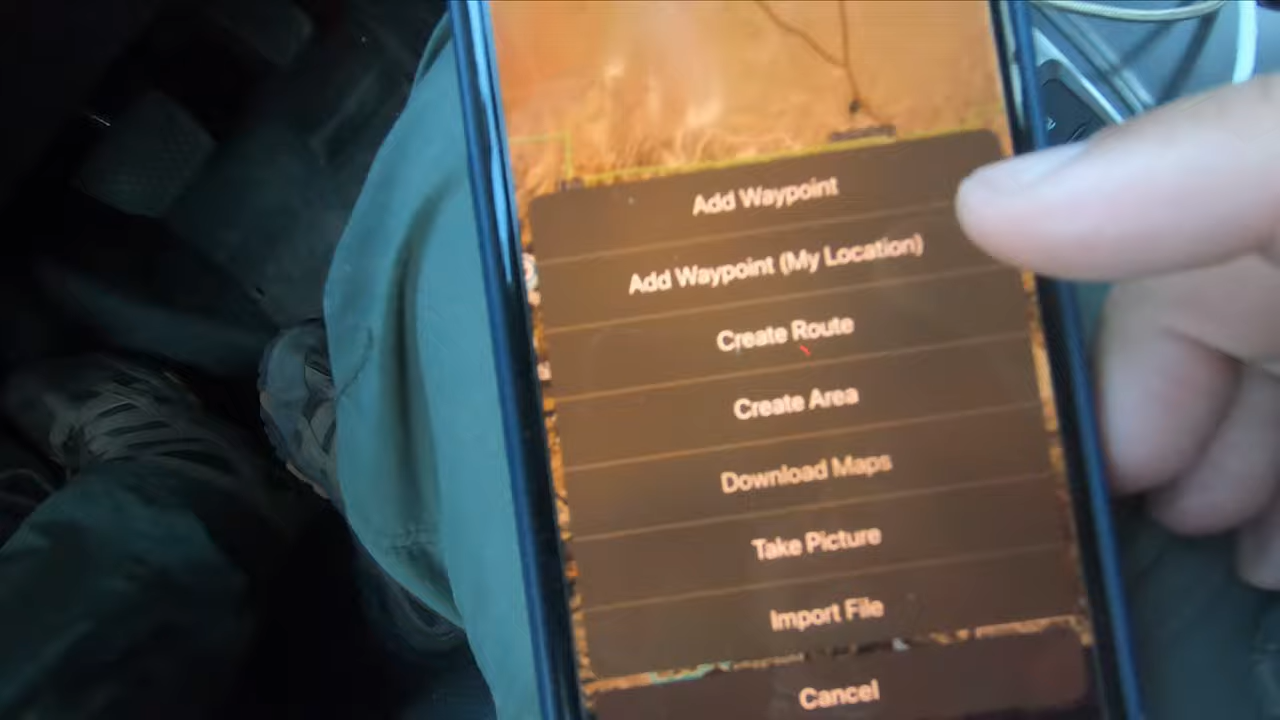 Add Waypoint
Add Waypoint (My Location)
Create Route
Create Area
Download Maps
Take Picture
Import File
Cancel